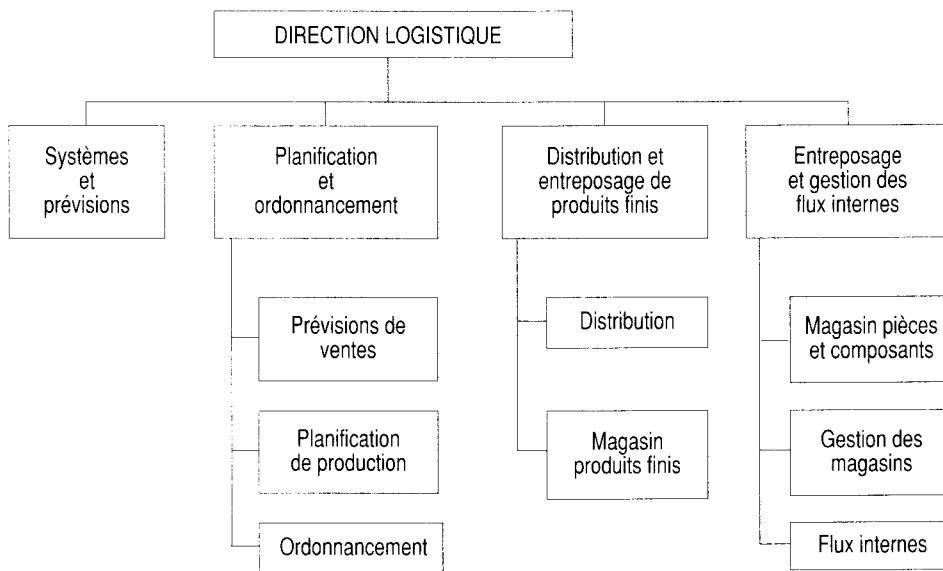 DIRECTION LOGISTIQUE
Systèmes
et
prévisions
Planification
et
ordonnancement
Distribution et
entreposage de
produits finis
Entreposage
et gestion des
flux internes
Prévisions de
ventes
Planification
de production
Ordonnancement
Distribution
Magasin
produits finis
Magasin pièces
et composants
Gestion des
magasins
Flux internes